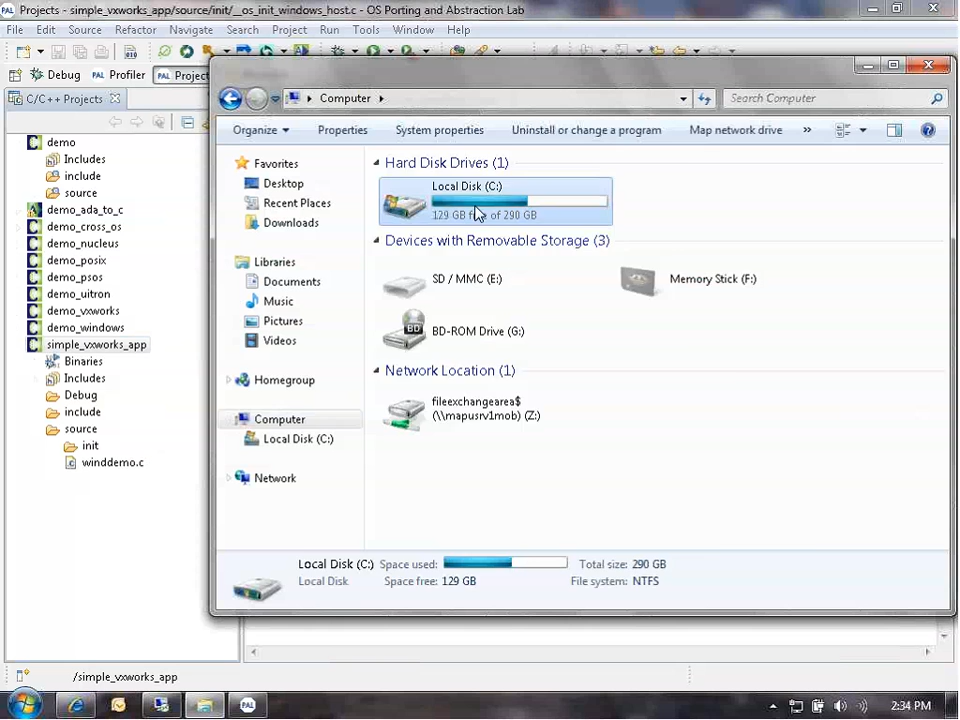 PAL Projects - simple_vxworks_app/source/init/__os_init_windows_host.c - OS Porting and Abstraction Lab
File Edit Source Refactor Navigate Search Project Run Tools Window Help
Debug PAL Profiler PAL Project
C/C++ Projects
demo
Includes
include
source
demo_ada_to_c
demo_cross_os
demo_nucleus
demo_posix
demo_psos
demo_uitron
demo_vxworks
demo_windows
simple_vxworks_app
Binaries
Includes
Debug
include
source
init
winddemo.c
/simple_vxworks_app
Computer
Search Computer
Organize Properties System properties Uninstall or change a program Map network drive »
Favorites
Desktop
Recent Places
Downloads
Libraries
Documents
Music
Pictures
Videos
Homegroup
Computer
Local Disk (C:)
Network
Hard Disk Drives (1)
Local Disk (C:)
129 GB free of 290 GB
Devices with Removable Storage (3)
SD / MMC (E:)
Memory Stick (F:)
BD
BD-ROM Drive (G:)
Network Location (1)
fileexchangearea$
(\\mapusrv1mob) (Z:)
Local Disk (C:) Space used: Total size: 290 GB
Local Disk Space free: 129 GB File system: NTFS
PAL
2:34 PM